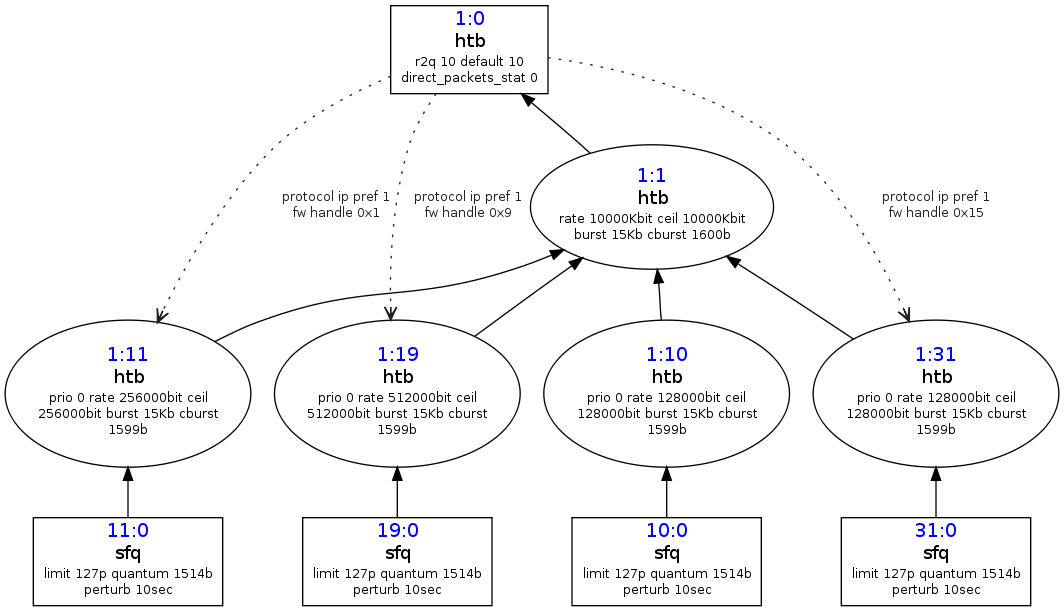 1:0
htb
r2q 10 default 10
direct_packets_stat 0
1:1
htb
rate 10000Kbit ceil 10000Kbit
burst 15Kb cburst 1600b
protocol ip pref 1
fw handle 0x1
protocol ip pref 1
fw handle 0x9
protocol ip pref 1
fw handle 0x15
1:11
htb
prio 0 rate 256000bit ceil
256000bit burst 15Kb cburst
1599b
1:19
htb
prio 0 rate 512000bit ceil
512000bit burst 15Kb cburst
1599b
1:10
htb
prio 0 rate 128000bit ceil
128000bit burst 15Kb cburst
1599b
1:31
htb
prio 0 rate 128000bit ceil
128000bit burst 15Kb cburst
1599b
11:0
sfq
limit 127p quantum 1514b
perturb 10sec
19:0
sfq
limit 127p quantum 1514b
perturb 10sec
10:0
sfq
limit 127p quantum 1514b
perturb 10sec
31:0
sfq
limit 127p quantum 1514b
perturb 10sec